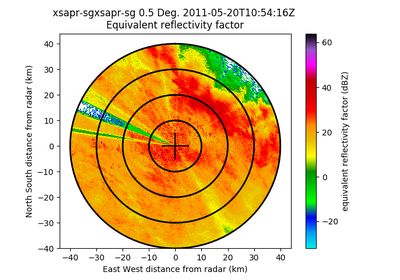 xsapr-sgxsapr-sg 0.5 Deg. 2011-05-20T10:54:16Z
Equivalent reflectivity factor
North South distance from radar (km)
40
30
20
10
0
−10
−20
−30
−40
−40 −30 −20 −10 0 10 20 30 40
East West distance from radar (km)
60
40
20
0
−20
equivalent reflectivity factor (dBZ)